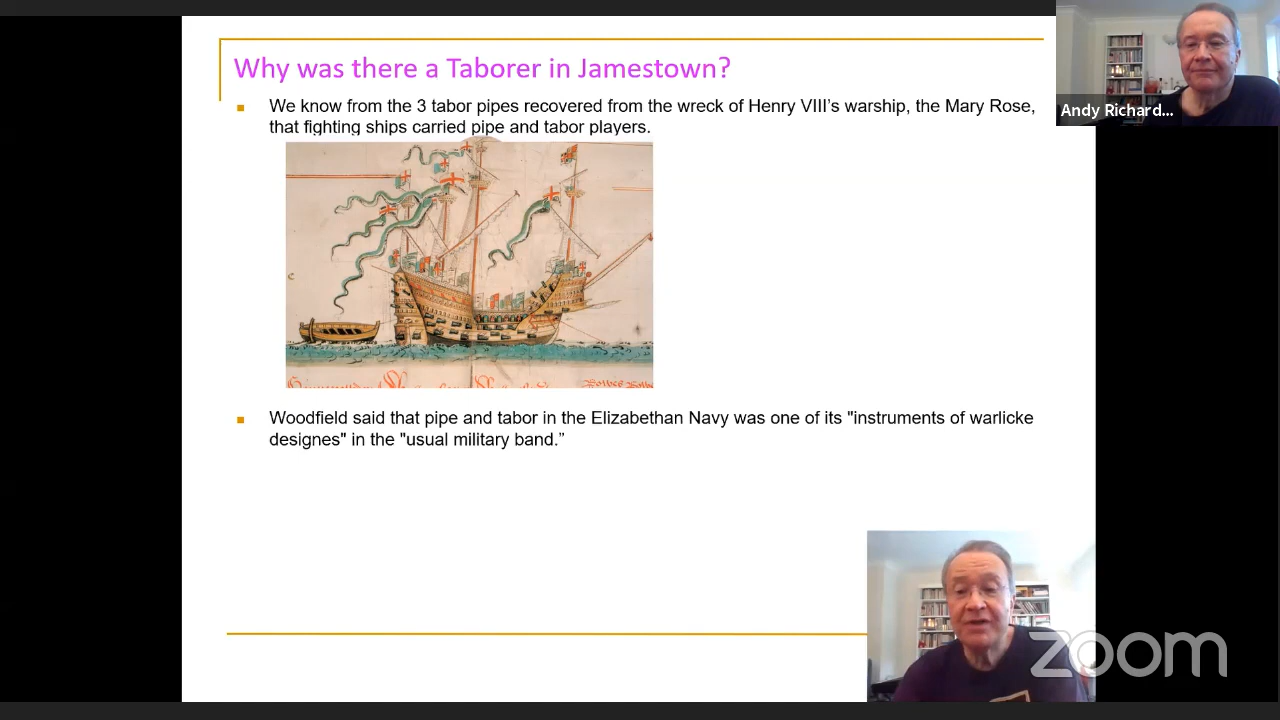 Why was there a Taborer in Jamestown?
We know from the 3 tabor pipes recovered from the wreck of Henry VIII's warship, the Mary Rose,
that fighting ships carried pipe and tabor players.
Woodfield said that pipe and tabor in the Elizabethan Navy was one of its "instruments of warlicke
designes" in the "usual military band.”
Andy Richard...
zoom